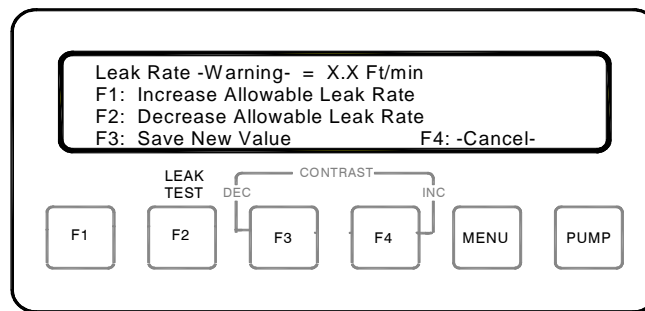 Leak Rate -Warning- = X.X Ft/min
F1: Increase Allowable Leak Rate
F2: Decrease Allowable Leak Rate
F3: Save New Value F4: -Cancel-
LEAK
TEST
CONTRAST
DEC
INC
F1
F2
F3
F4
MENU
PUMP